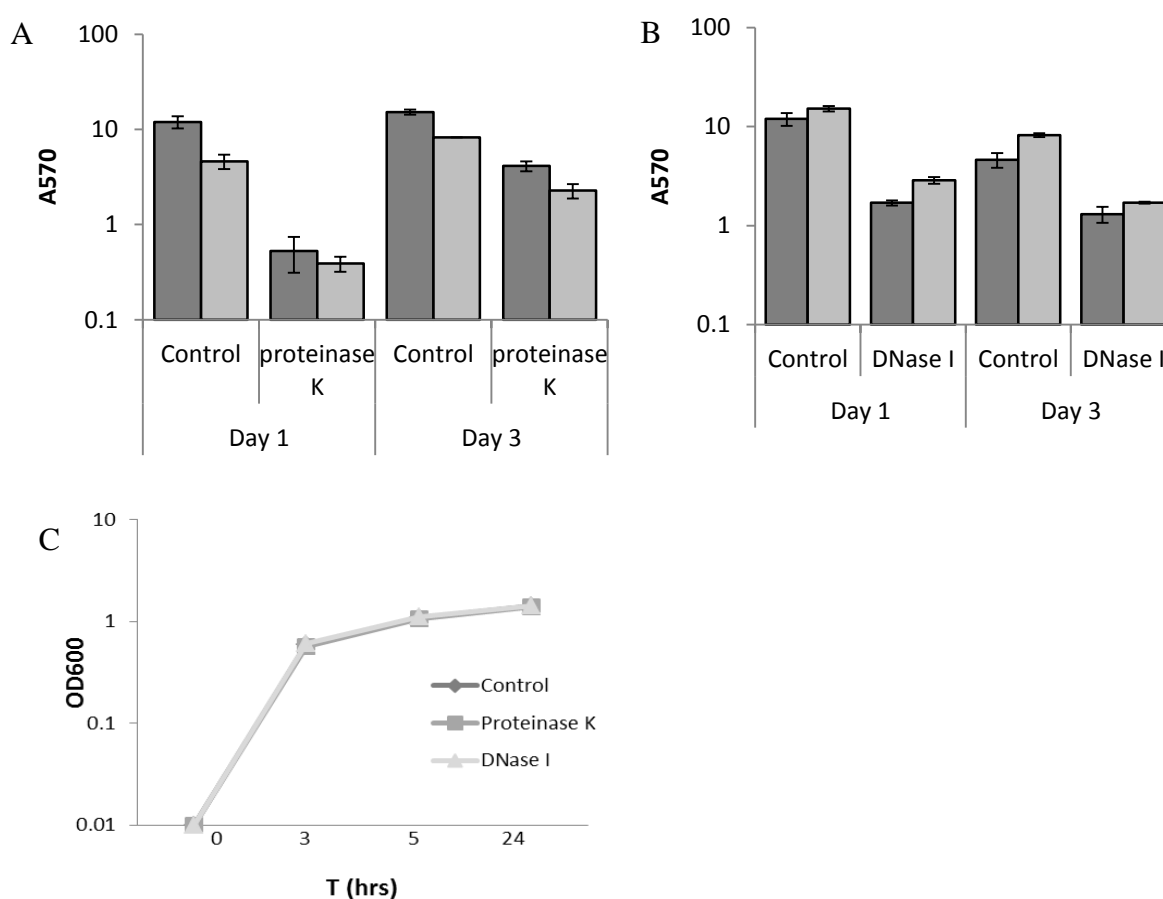 A
100
10
1
0.1
A570
Control
proteinase
K
Control
proteinase
K
Day 1
Day 3
B
100
10
1
0.1
A570
Control
DNase I
Control
DNase I
Day 1
Day 3
C
10
1
0.1
0.01
OD600
Control
Proteinase K
DNase I
0
3
5
24
T (hrs)